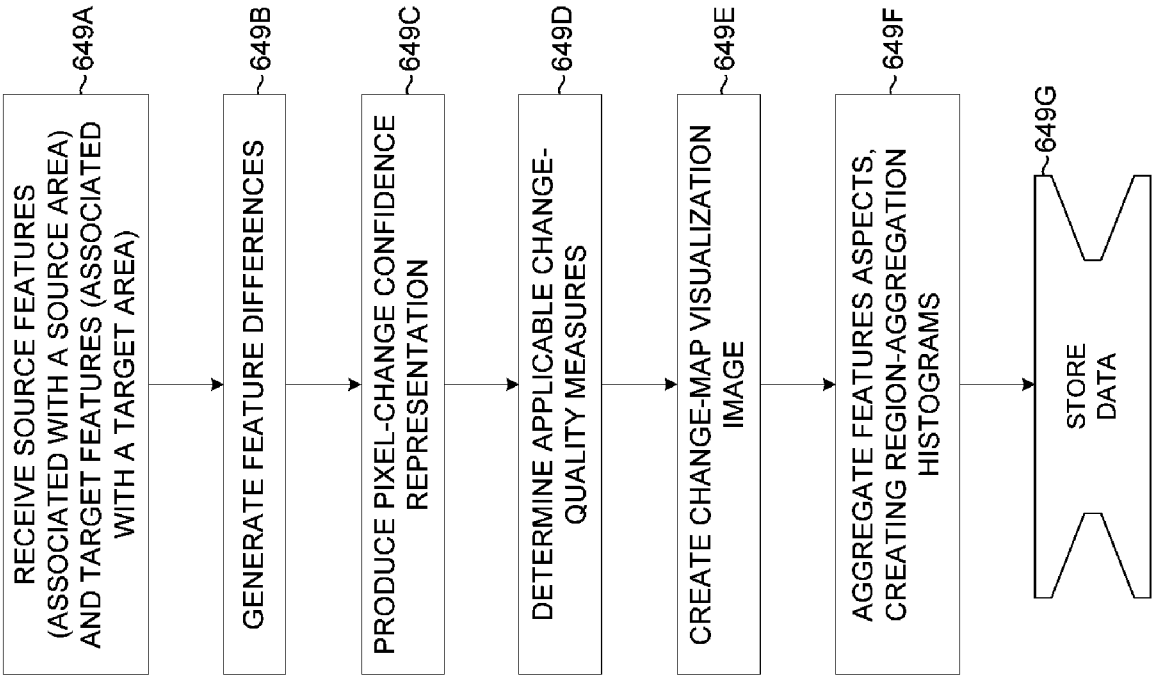 RECEIVE SOURCE FEATURES
(ASSOCIATED WITH A SOURCE AREA)
AND TARGET FEATURES (ASSOCIATED
WITH A TARGET AREA)
649A
GENERATE FEATURE DIFFERENCES
649B
PRODUCE PIXEL-CHANGE CONFIDENCE
REPRESENTATION
649C
DETERMINE APPLICABLE CHANGE-
QUALITY MEASURES
649D
CREATE CHANGE-MAP VISUALIZATION
IMAGE
649E
AGGREGATE FEATURES ASPECTS,
CREATING REGION-AGGREGATION
HISTOGRAMS
649F
STORE
DATA
649G